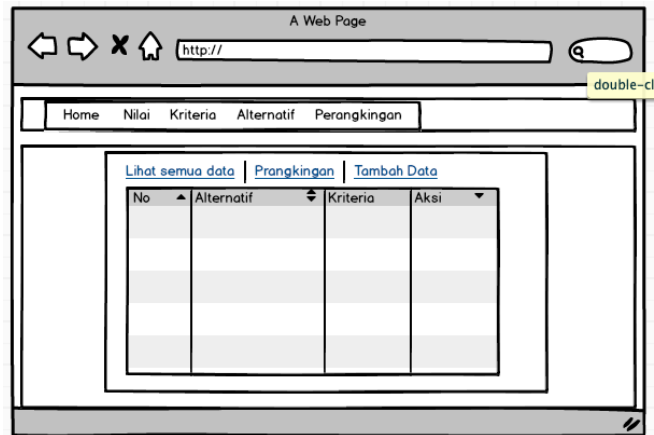 A Web Page
http://
double-cl
Home Nilai Kriteria Alternatif Perangkingan
Lihat semua data Prangkingan Tambah Data
No Alternatif Kriteria Aksi